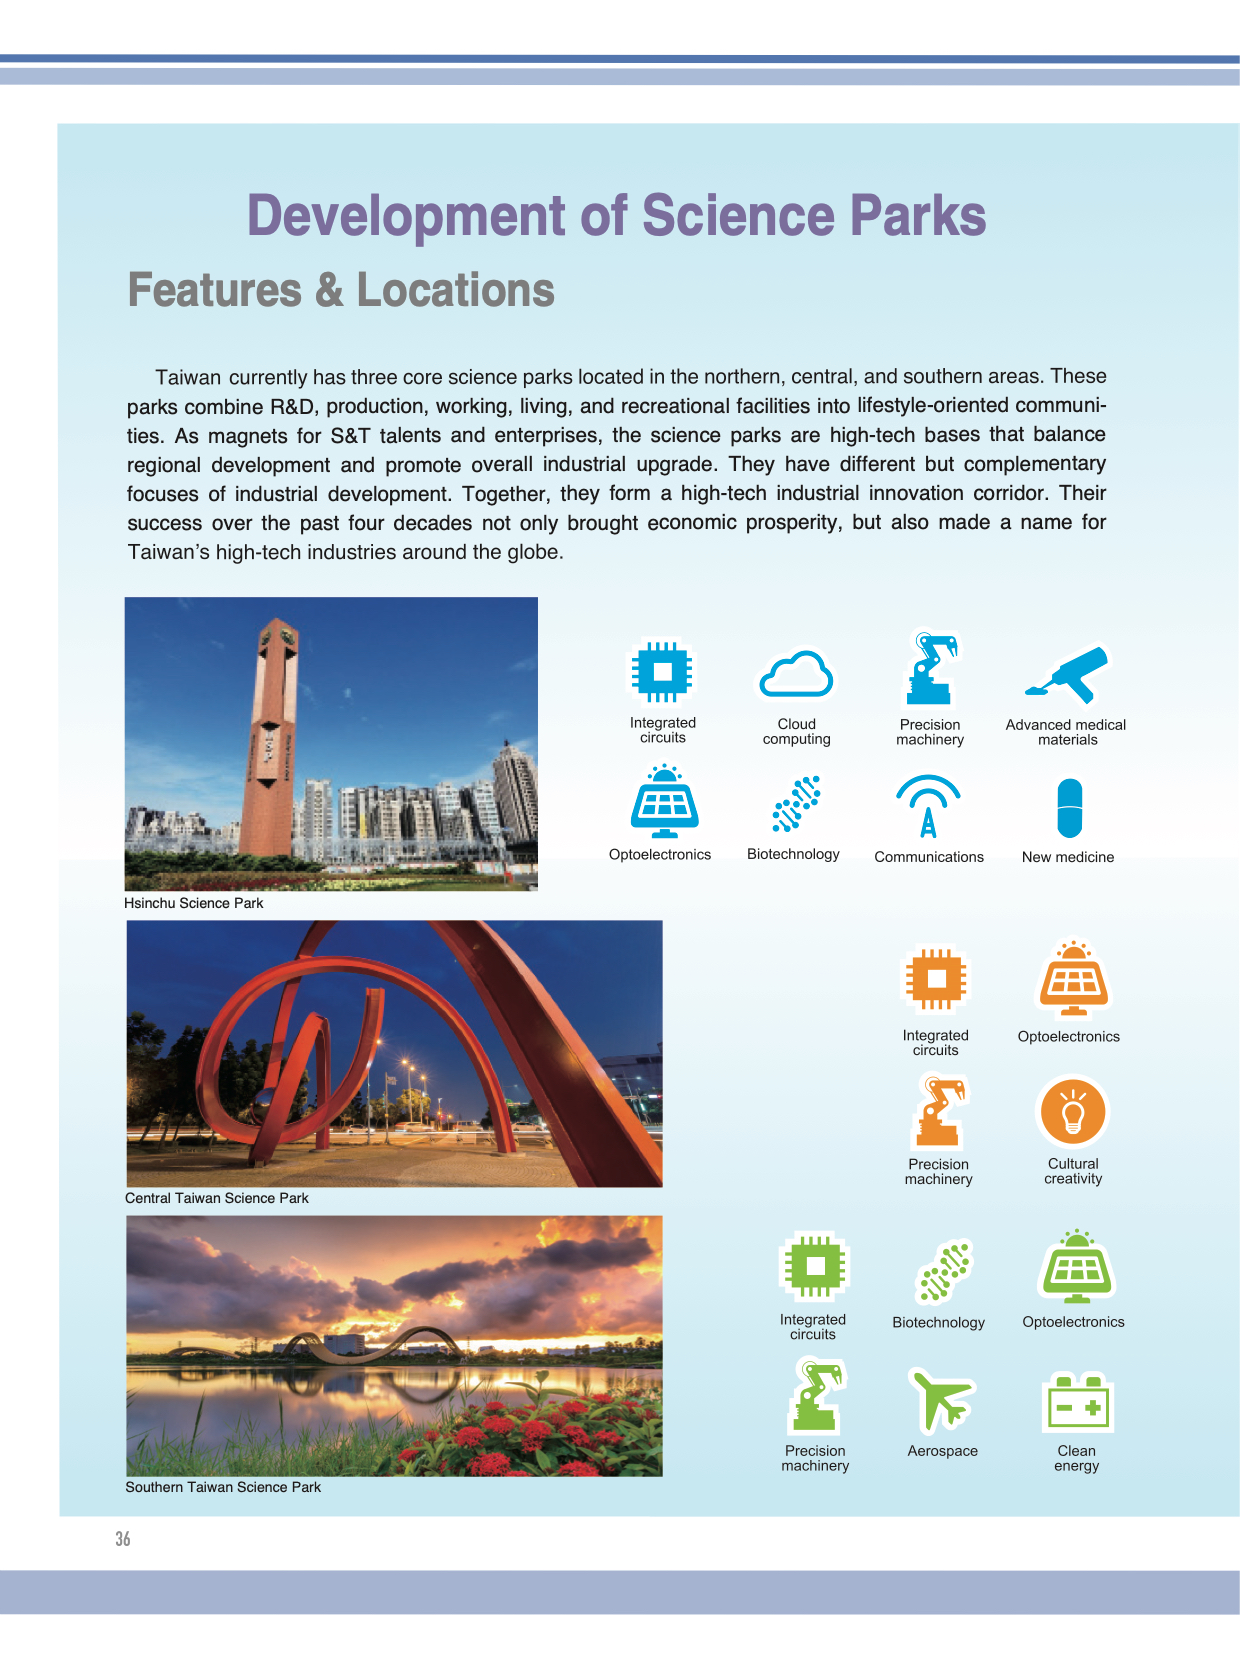 Development of Science Parks
Features & Locations
Taiwan currently has three core science parks located in the northern, central, and southern areas. These
parks combine R&D, production, working, living, and recreational facilities into lifestyle-oriented communi-
ties. As magnets for S&T talents and enterprises, the science parks are high-tech bases that balance
regional development and promote overall industrial upgrade. They have different but complementary
focuses of industrial development. Together, they form a high-tech industrial innovation corridor. Their
success over the past four decades not only brought economic prosperity, but also made a name for
Taiwan's high-tech industries around the globe.
Integrated
circuits
Cloud
computing
Precision
machinery
Advanced medical
materials
Optoelectronics
Biotechnology
Communications
New medicine
Hsinchu Science Park
Integrated
circuits
Optoelectronics
Precision
machinery
Cultural
creativity
Central Taiwan Science Park
Integrated
circuits
Biotechnology
Optoelectronics
Precision
machinery
Aerospace
Clean
energy
Southern Taiwan Science Park
36